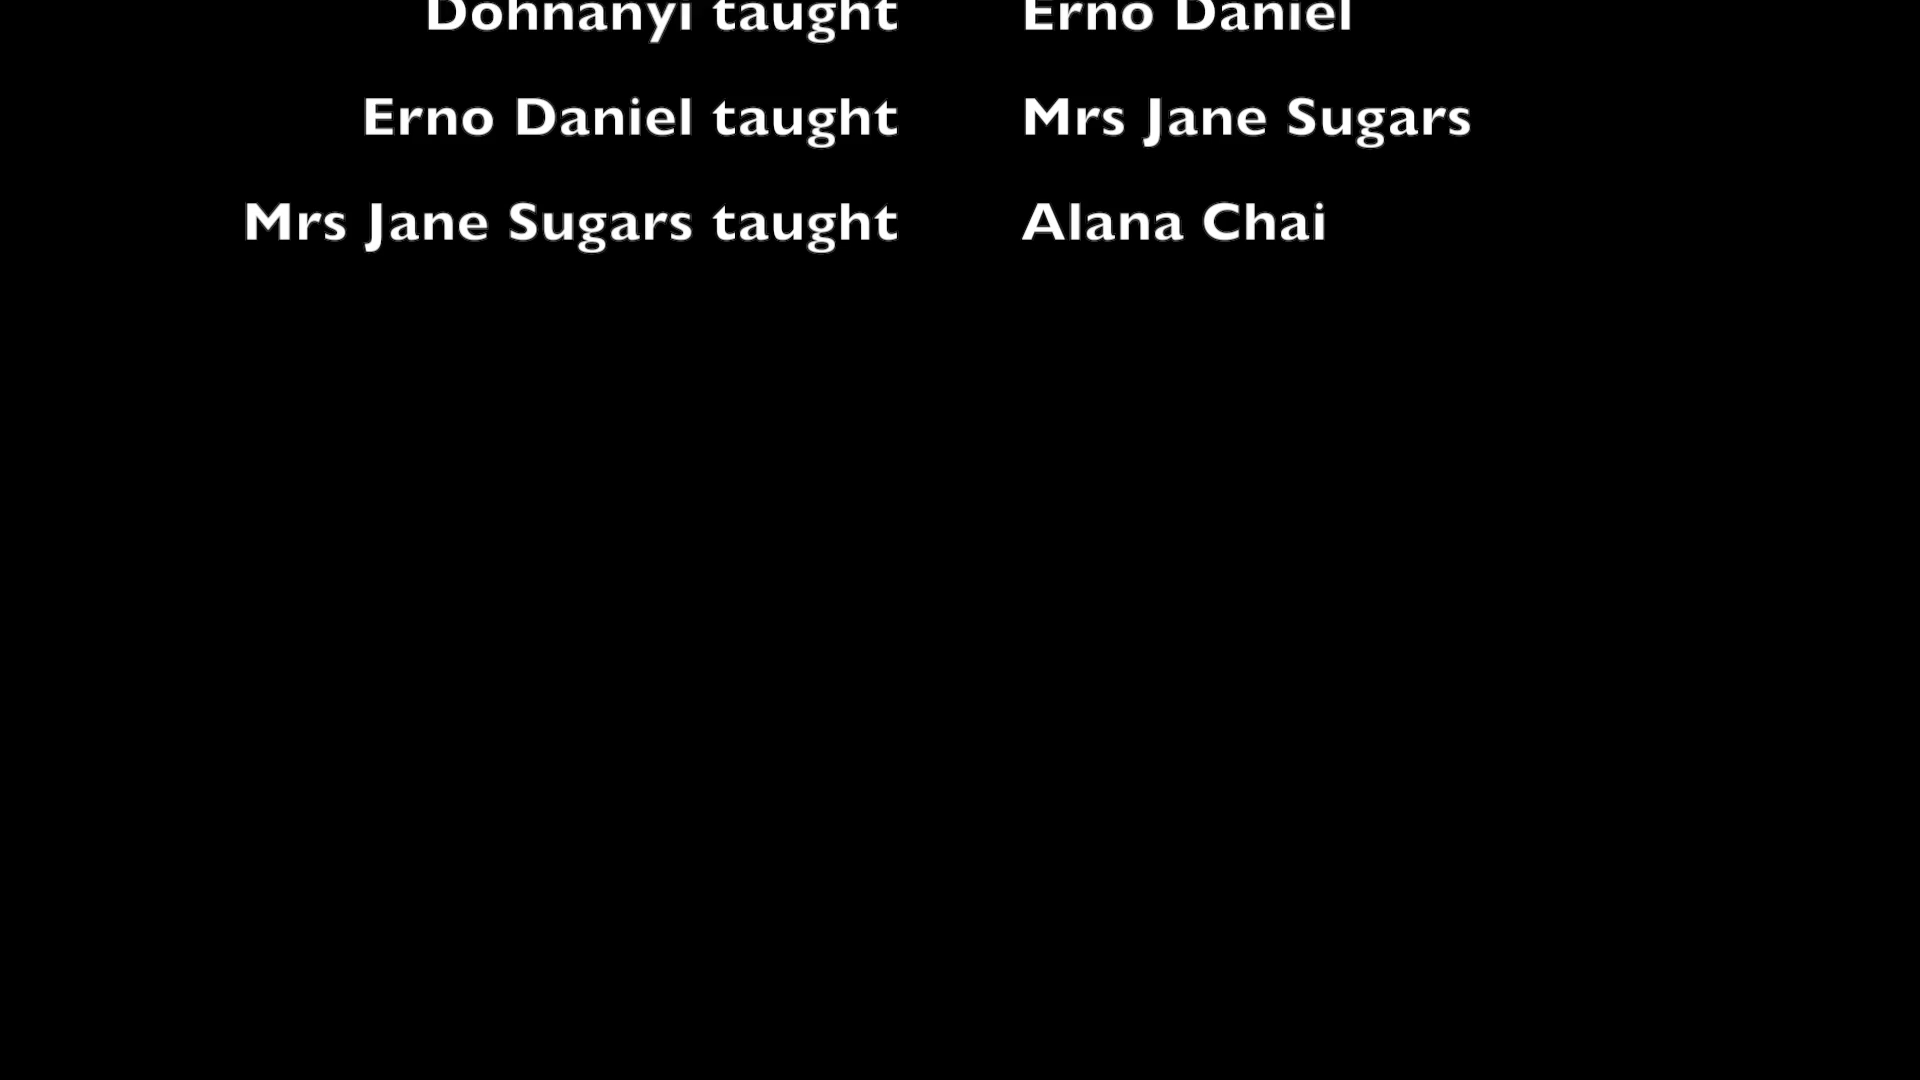 Dohnanyi taught Erno Daniel
Erno Daniel taught Mrs Jane Sugars
Mrs Jane Sugars taught Alana Chai